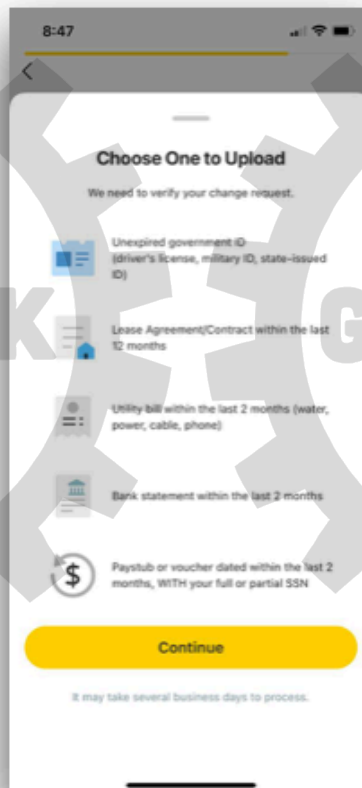 8:47
Choose One to Upload
We need to verify your change request.
Unexpired government ID
(driver's license, military ID, state-issued
ID)
Lease Agreement/Contract within the last
12 months
Utility bill within the last 2 months (water,
power, cable, phone)
Bank statement within the last 2 months
$
Paystub or voucher dated within the last 2
months, WITH your full or partial SSN
Continue
It may take several business days to process.
K G